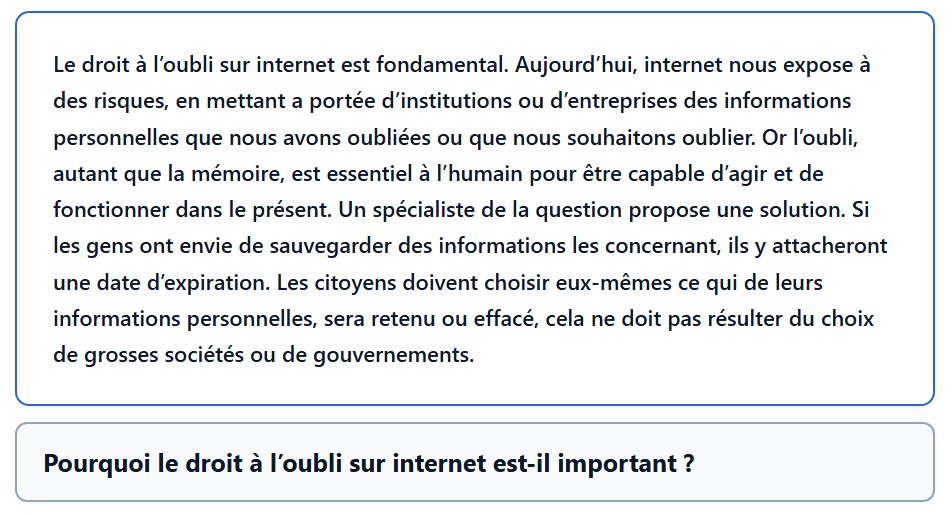 Le droit à l’oubli sur internet est fondamental. Aujourd’hui, internet nous expose à
des risques, en mettant a portée d’institutions ou d’entreprises des informations
personnelles que nous avons oubliées ou que nous souhaitons oublier. Or l’oubli,
autant que la mémoire, est essentiel à l’humain pour être capable d’agir et de
fonctionner dans le présent. Un spécialiste de la question propose une solution. Si
les gens ont envie de sauvegarder des informations les concernant, ils y attacheront
une date d’expiration. Les citoyens doivent choisir eux-mêmes ce qui de leurs
informations personnelles, sera retenu ou effacé, cela ne doit pas résulter du choix
de grosses sociétés ou de gouvernements.
Pourquoi le droit à l’oubli sur internet est-il important ?